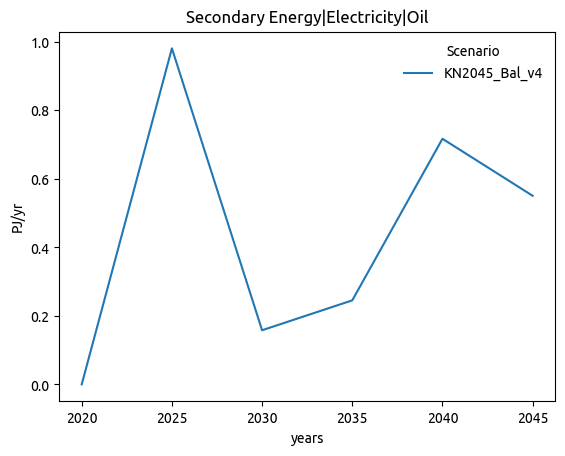 Secondary Energy|Electricity|Oil
Scenario
KN2045_Bal_v4
PJ/yr
1.0
0.8
0.6
0.4
0.2
0.0
2020 2025 2030 2035 2040 2045
years